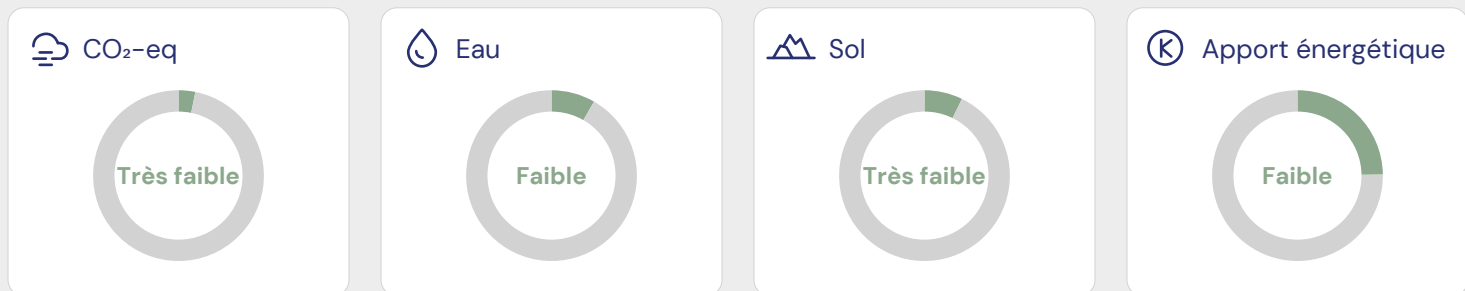 CO₂-eq
Très faible
Eau
Faible
Sol
Très faible
K
Apport énergétique
Faible